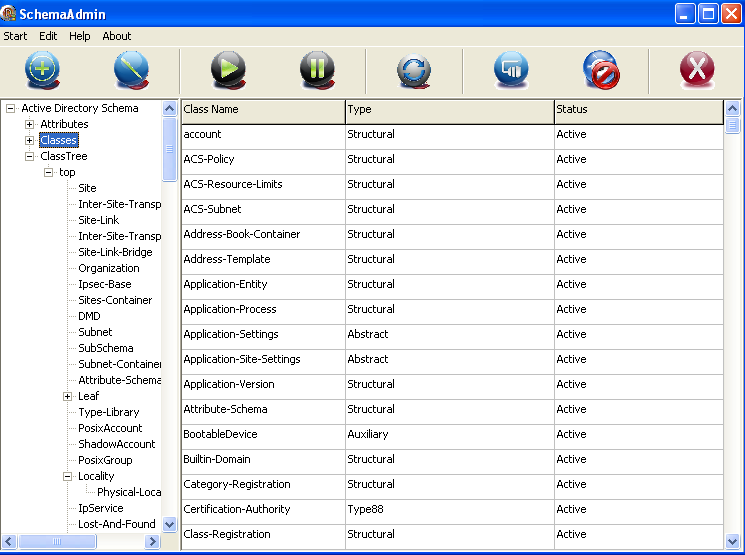 SchemaAdmin
Start Edit Help About
Active Directory Schema
Attributes
Classes
ClassTree
top
Site
Inter-Site-Transp
Site-Link
Inter-Site-Transp
Site-Link-Bridge
Organization
Ipsec-Base
Sites-Container
DMD
Subnet
SubSchema
Subnet-Container
Attribute-Schema
Leaf
Type-Library
PosixAccount
ShadowAccount
PosixGroup
Locality
Physical-Loca
IpService
Lost-And-Found
Class Name Type Status
account Structural Active
ACS-Policy Structural Active
ACS-Resource-Limits Structural Active
ACS-Subnet Structural Active
Address-Book-Container Structural Active
Address-Template Structural Active
Application-Entity Structural Active
Application-Process Structural Active
Application-Settings Abstract Active
Application-Site-Settings Abstract Active
Application-Version Structural Active
Attribute-Schema Structural Active
BootableDevice Auxiliary Active
Builtin-Domain Structural Active
Category-Registration Structural Active
Certification-Authority Type88 Active
Class-Registration Structural Active